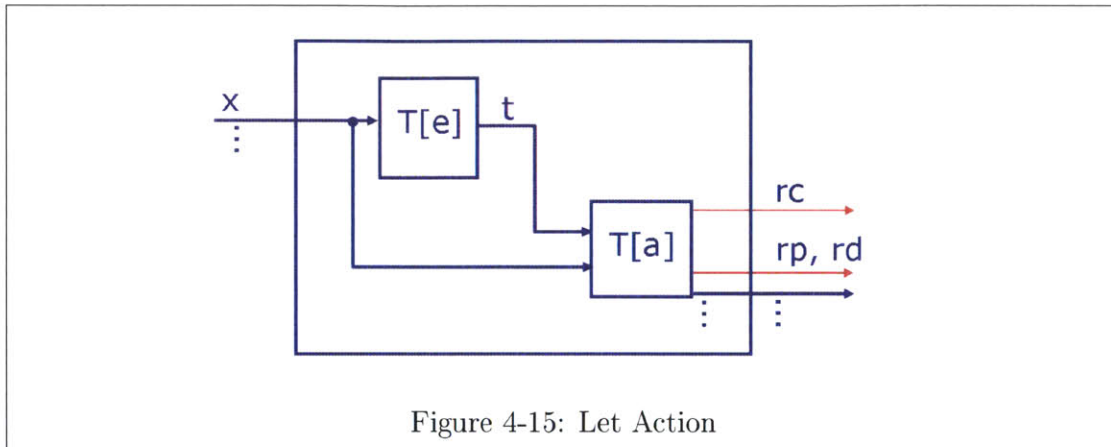 x
T[e]
t
T[a]
rc
rp, rd
Figure 4-15: Let Action